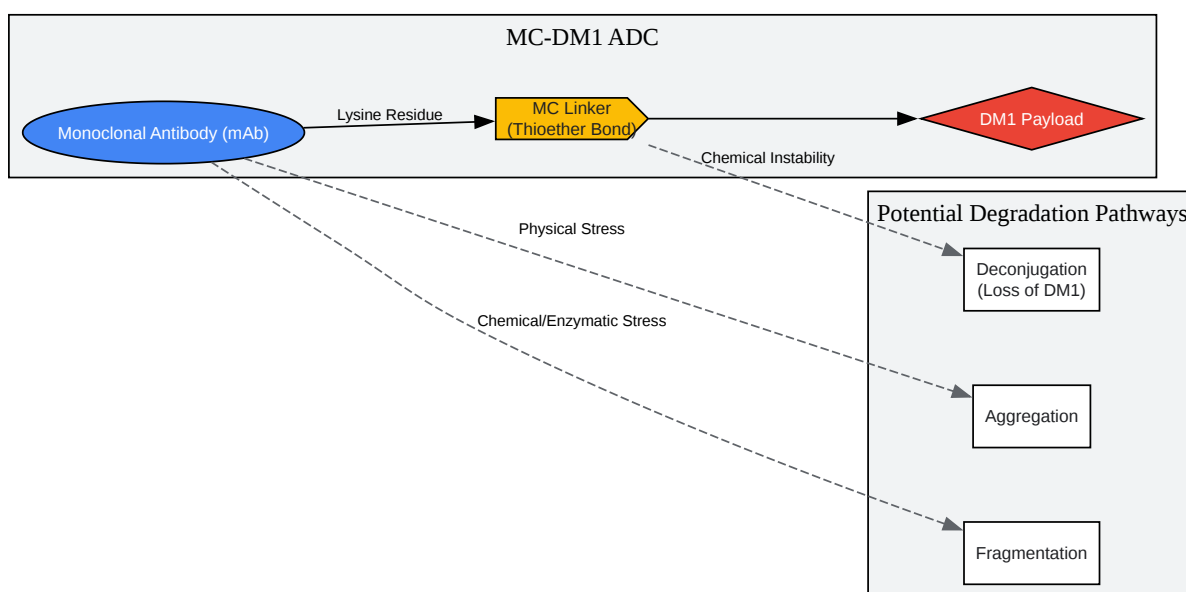 MC-DM1 ADC
Monoclonal Antibody (mAb)
Lysine Residue
MC Linker
(Thioether Bond)
DM1 Payload
Chemical Instability
Potential Degradation Pathways
Physical Stress
Deconjugation
(Loss of DM1)
Chemical/Enzymatic Stress
Aggregation
Fragmentation